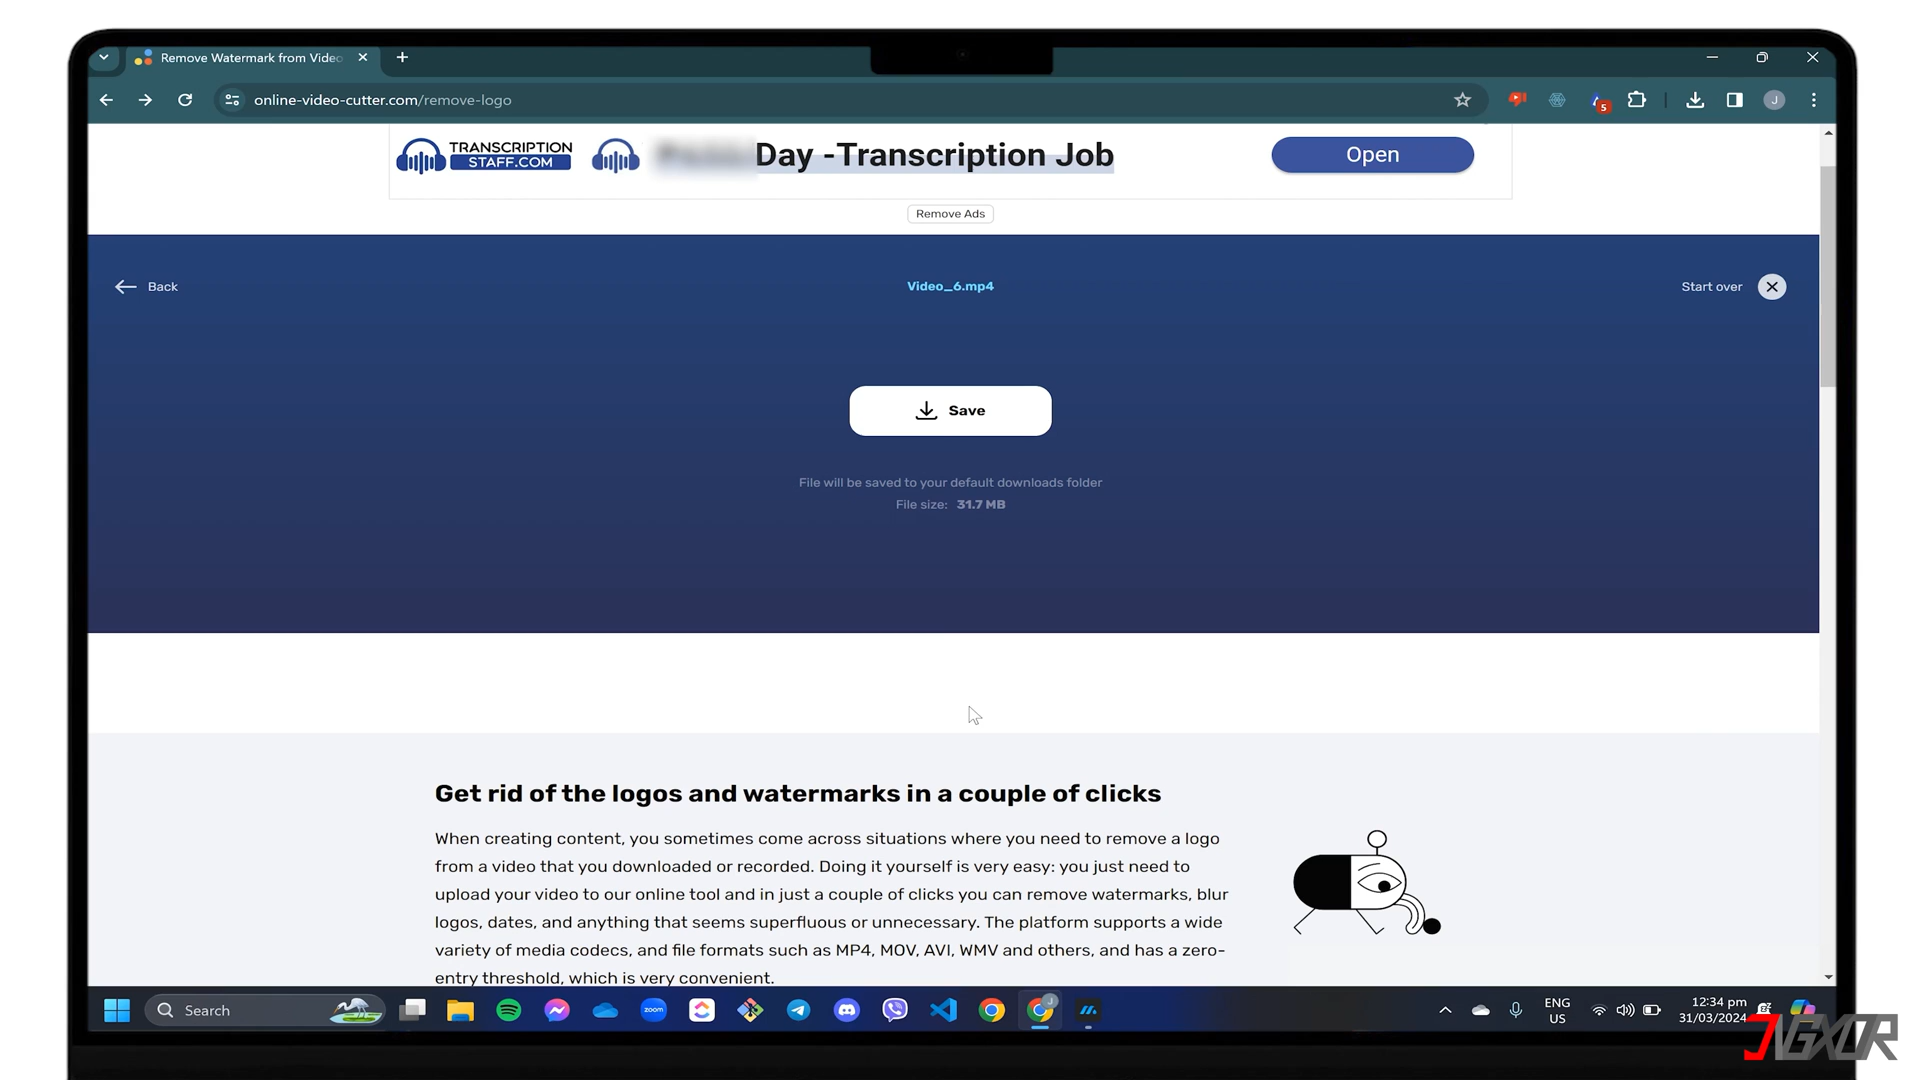 Remove Watermark from Video
online-video-cutter.com/remove-logo
5
J
TRANSCRIPTION
STAFF.COM
Day -Transcription Job
Open
Remove Ads
Back
Video_6.mp4
Start over
Save
File will be saved to your default downloads folder
File size: 31.7 MB
Get rid of the logos and watermarks in a couple of clicks
When creating content, you sometimes come across situations where you need to remove a logo
from a video that you downloaded or recorded. Doing it yourself is very easy: you just need to
upload your video to our online tool and in just a couple of clicks you can remove watermarks, blur
logos, dates, and anything that seems superfluous or unnecessary. The platform supports a wide
variety of media codecs, and file formats such as MP4, MOV, AVI, WMV and others, and has a zero-
entry threshold, which is very convenient.
Search
zoom
J
ENG
US
12:34 pm
31/03/2024